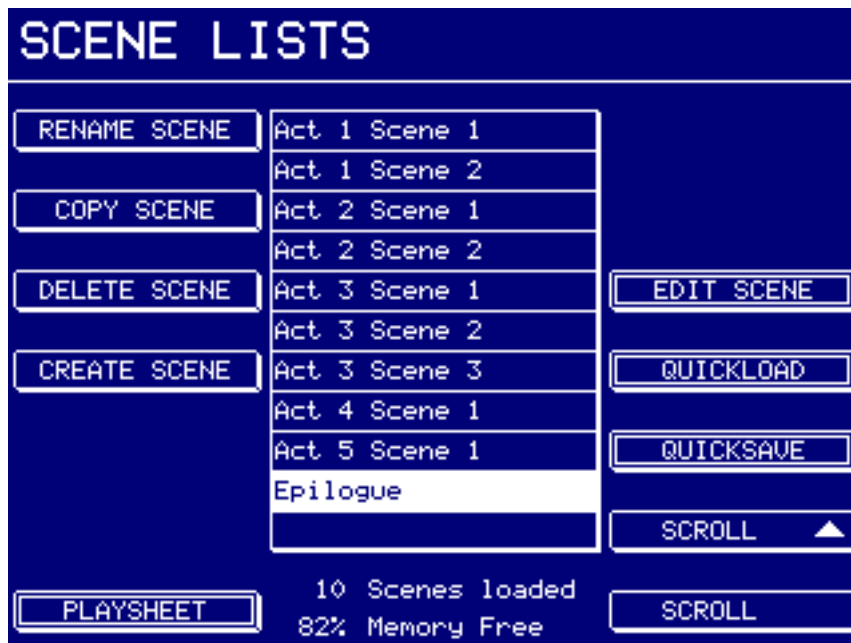 SCENE LISTS
RENAME SCENE
COPY SCENE
DELETE SCENE
CREATE SCENE
PLAYSHEET
Act 1 Scene 1
Act 1 Scene 2
Act 2 Scene 1
Act 2 Scene 2
Act 3 Scene 1
Act 3 Scene 2
Act 3 Scene 3
Act 4 Scene 1
Act 5 Scene 1
Epilogue
10 Scenes loaded
82% Memory Free
EDIT SCENE
QUICKLOAD
QUICKSAVE
SCROLL
SCROLL